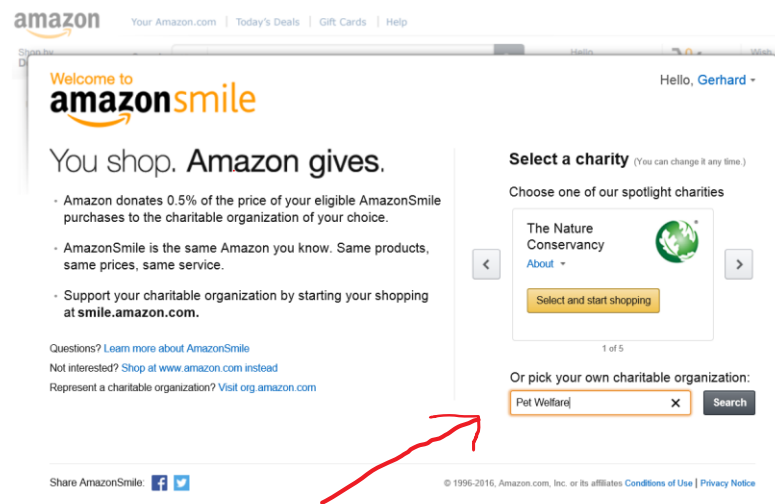 amazon
Your Amazon.com | Today's Deals | Gift Cards | Help
Shop by
Hello
0
Wish
Welcome to
amazonsmile
Hello, Gerhard
You shop. Amazon gives.
Select a charity (You can change it any time.)
· Amazon donates 0.5% of the price of your eligible AmazonSmile
purchases to the charitable organization of your choice.
Choose one of our spotlight charities
· AmazonSmile is the same Amazon you know. Same products,
same prices, same service.
The Nature
Conservancy
About
· Support your charitable organization by starting your shopping
at smile.amazon.com.
Select and start shopping
1 of 5
Questions? Learn more about AmazonSmile
Not interested? Shop at www.amazon.com instead
Represent a charitable organization? Visit org.amazon.com
Or pick your own charitable organization:
Pet Welfare
Search
Share AmazonSmile:
© 1996-2016, Amazon.com, Inc. or its affiliates Conditions of Use | Privacy Notice